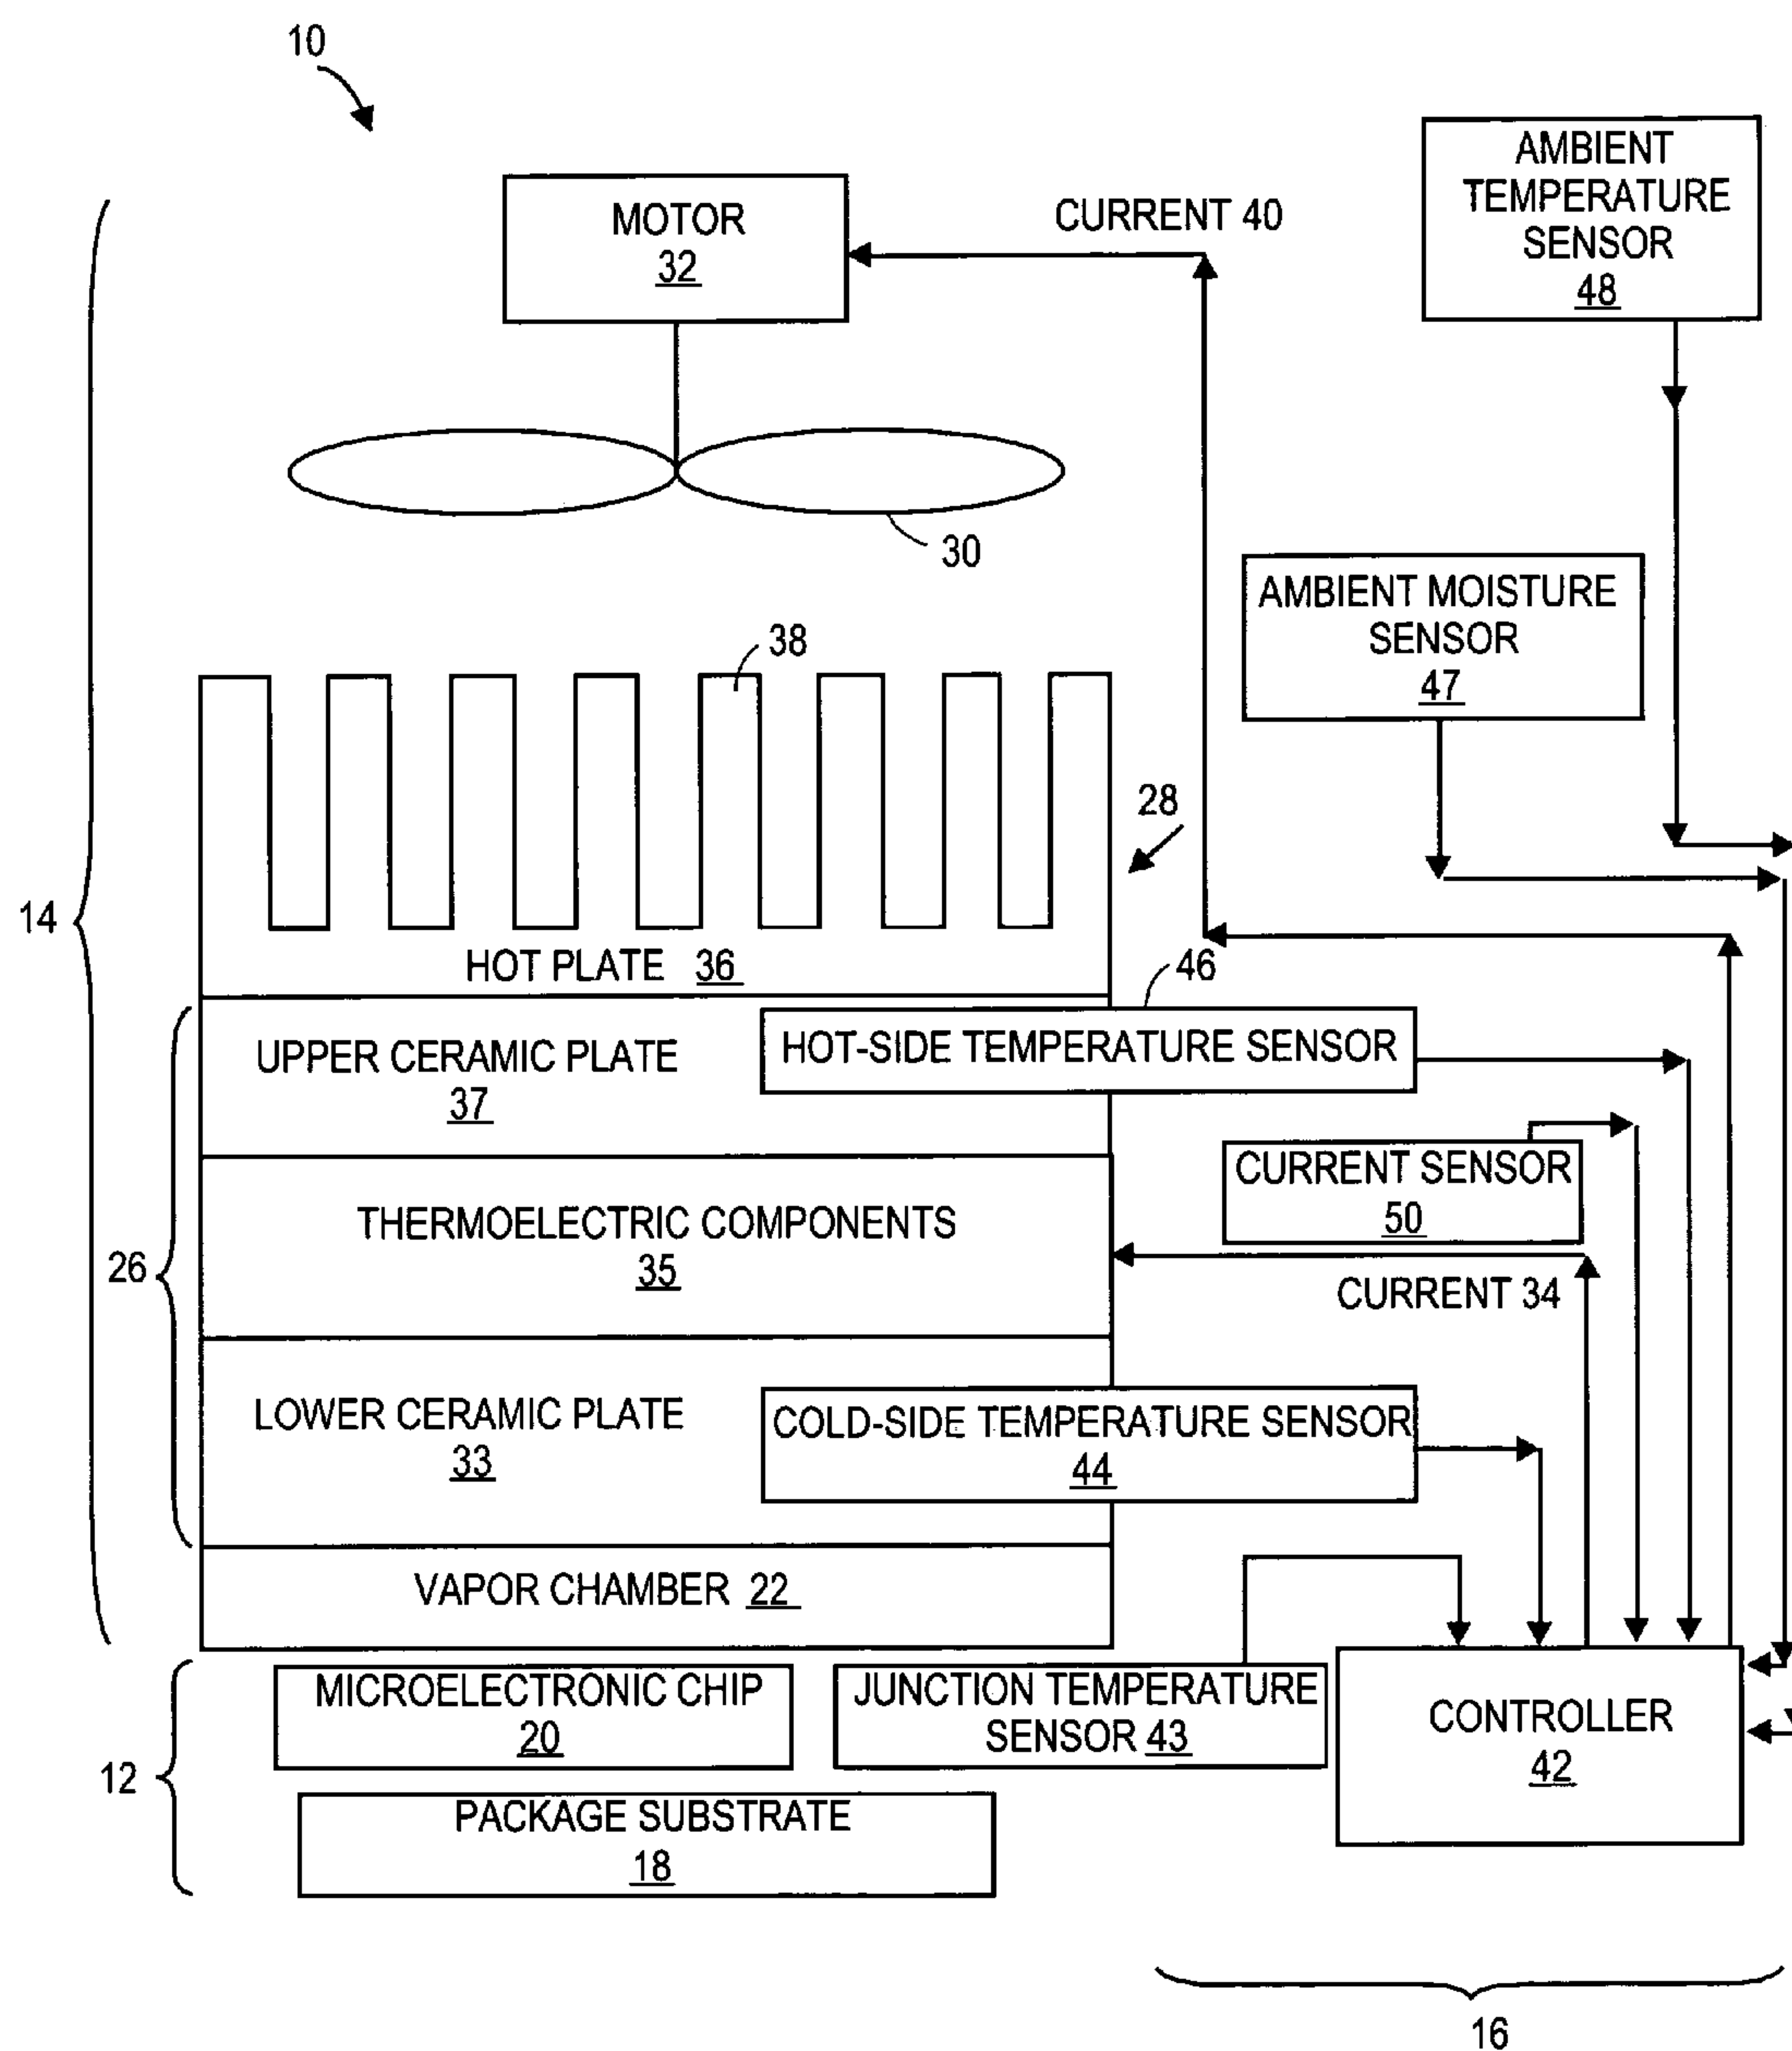 10
MOTOR
32
CURRENT 40
AMBIENT
TEMPERATURE
SENSOR
48
30
AMBIENT MOISTURE
SENSOR
47
38
28
14
HOT PLATE 36
46
HOT-SIDE TEMPERATURE SENSOR
UPPER CERAMIC PLATE
37
CURRENT SENSOR
50
THERMOELECTRIC COMPONENTS
35
26
CURRENT 34
LOWER CERAMIC PLATE
33
COLD-SIDE TEMPERATURE SENSOR
44
VAPOR CHAMBER 22
MICROELECTRONIC CHIP
20
JUNCTION TEMPERATURE
SENSOR 43
CONTROLLER
42
12
PACKAGE SUBSTRATE
18
16